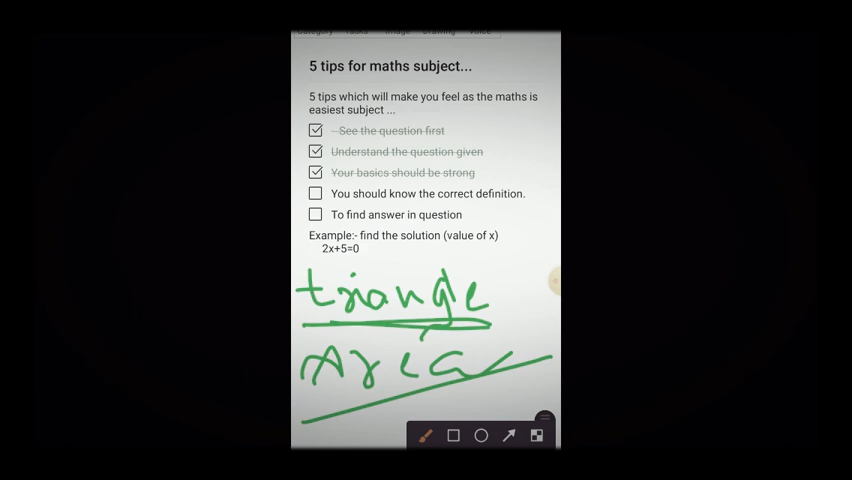 5 tips for maths subject...
5 tips which will make you feel as the maths is
easiest subject ...
- See the question first
Understand the question given
Your basics should be strong
You should know the correct definition.
To find answer in question
Example:- find the solution (value of x)
2x+5=0
triangle
Area